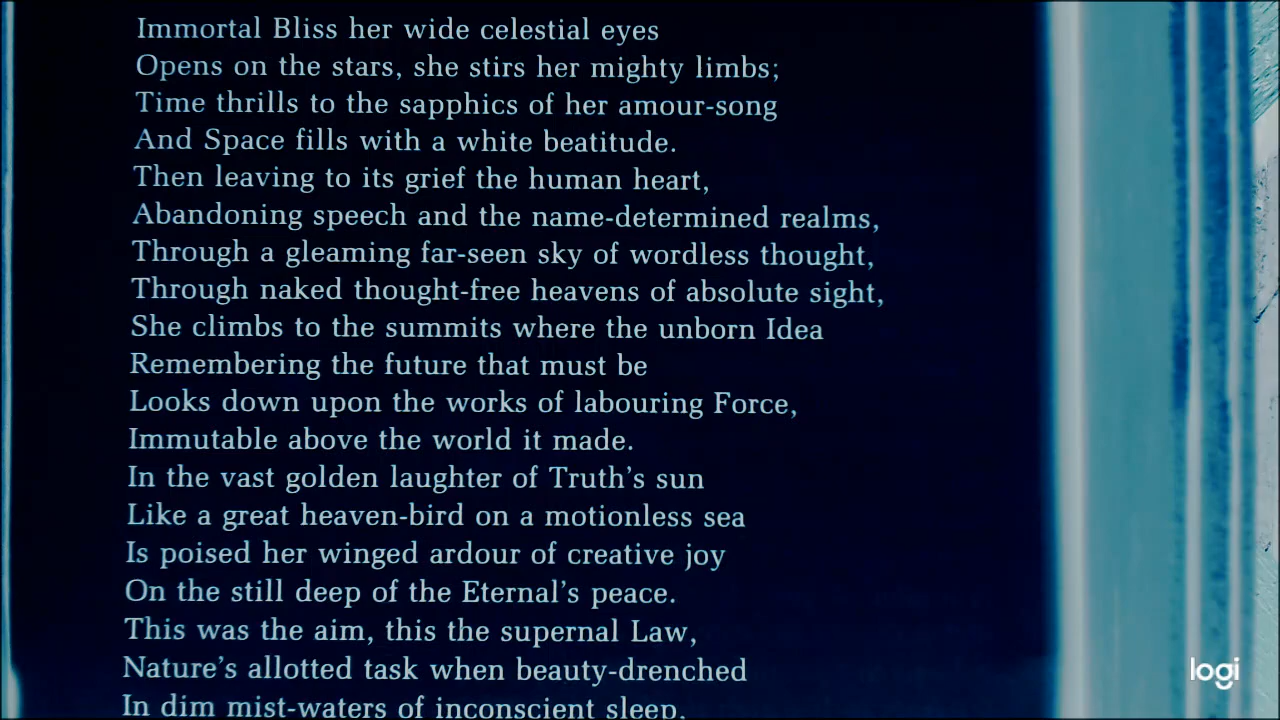 Immortal Bliss her wide celestial eyes
Opens on the stars, she stirs her mighty limbs;
Time thrills to the sapphics of her amour-song
And Space fills with a white beatitude.
Then leaving to its grief the human heart,
Abandoning speech and the name-determined realms,
Through a gleaming far-seen sky of wordless thought,
Through naked thought-free heavens of absolute sight,
She climbs to the summits where the unborn Idea
Remembering the future that must be
Looks down upon the works of labouring Force,
Immutable above the world it made.
In the vast golden laughter of Truth’s sun
Like a great heaven-bird on a motionless sea
Is poised her winged ardour of creative joy
On the still deep of the Eternal’s peace.
This was the aim, this the supernal Law,
Nature’s allotted task when beauty-drenched
In dim mist-waters of inconscient sleep,
logi